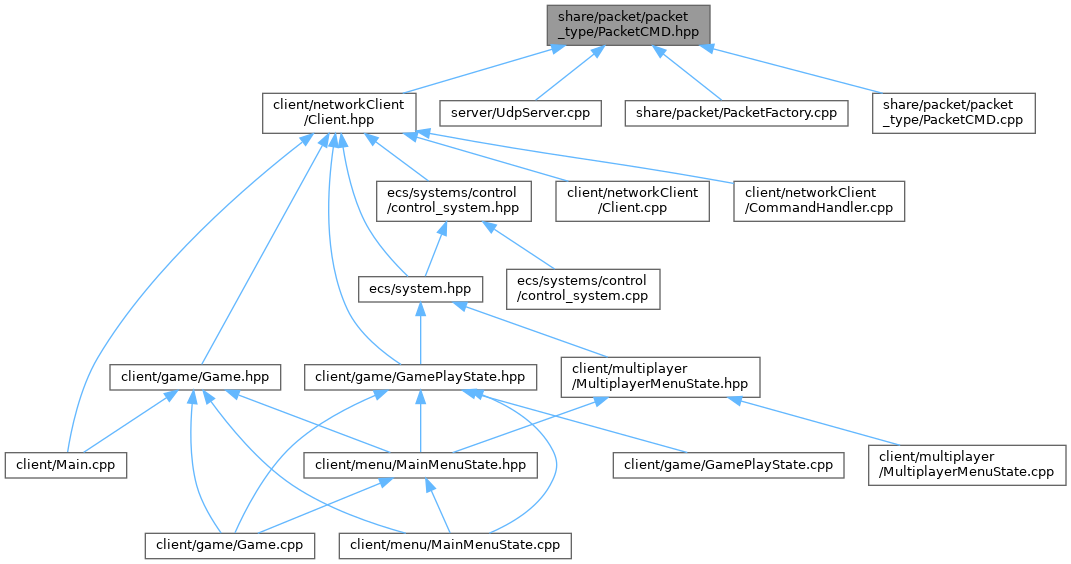 share/packet/packet
_type/PacketCMD.hpp
client/networkClient
/Client.hpp
server/UdpServer.cpp
share/packet/PacketFactory.cpp
share/packet/packet
_type/PacketCMD.cpp
ecs/systems/control
/control_system.hpp
client/networkClient
/Client.cpp
client/networkClient
/CommandHandler.cpp
ecs/system.hpp
ecs/systems/control
/control_system.cpp
client/game/Game.hpp
client/game/GamePlayState.hpp
client/multiplayer
/MultiplayerMenuState.hpp
client/Main.cpp
client/menu/MainMenuState.hpp
client/game/GamePlayState.cpp
client/multiplayer
/MultiplayerMenuState.cpp
client/game/Game.cpp
client/menu/MainMenuState.cpp